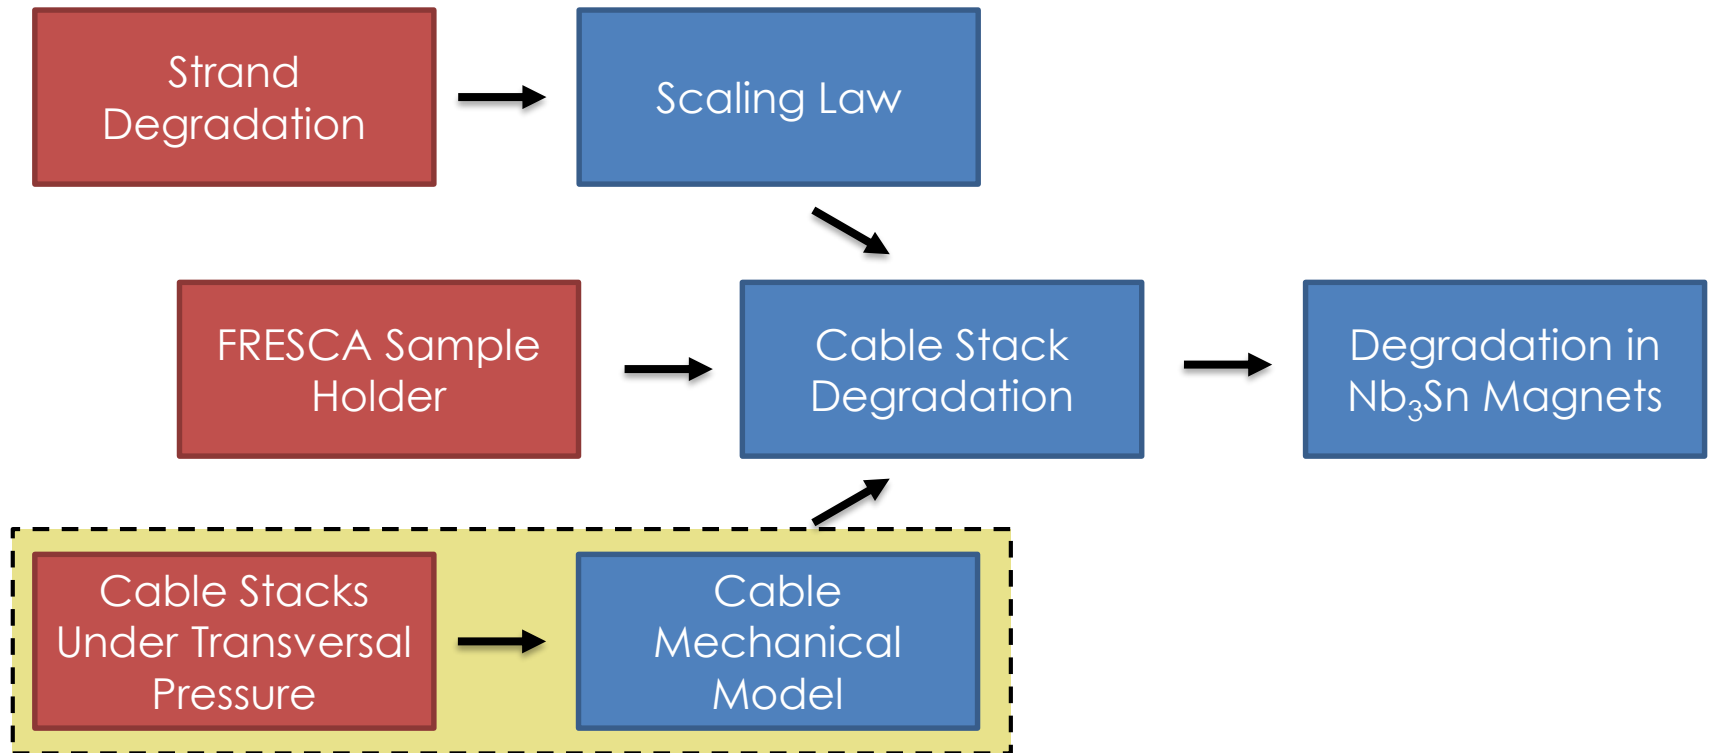 Strand
Degradation
Scaling Law
FRESCA Sample
Holder
Cable Stack
Degradation
Degradation in
Nb₃Sn Magnets
Cable Stacks
Under Transversal
Pressure
Cable
Mechanical
Model